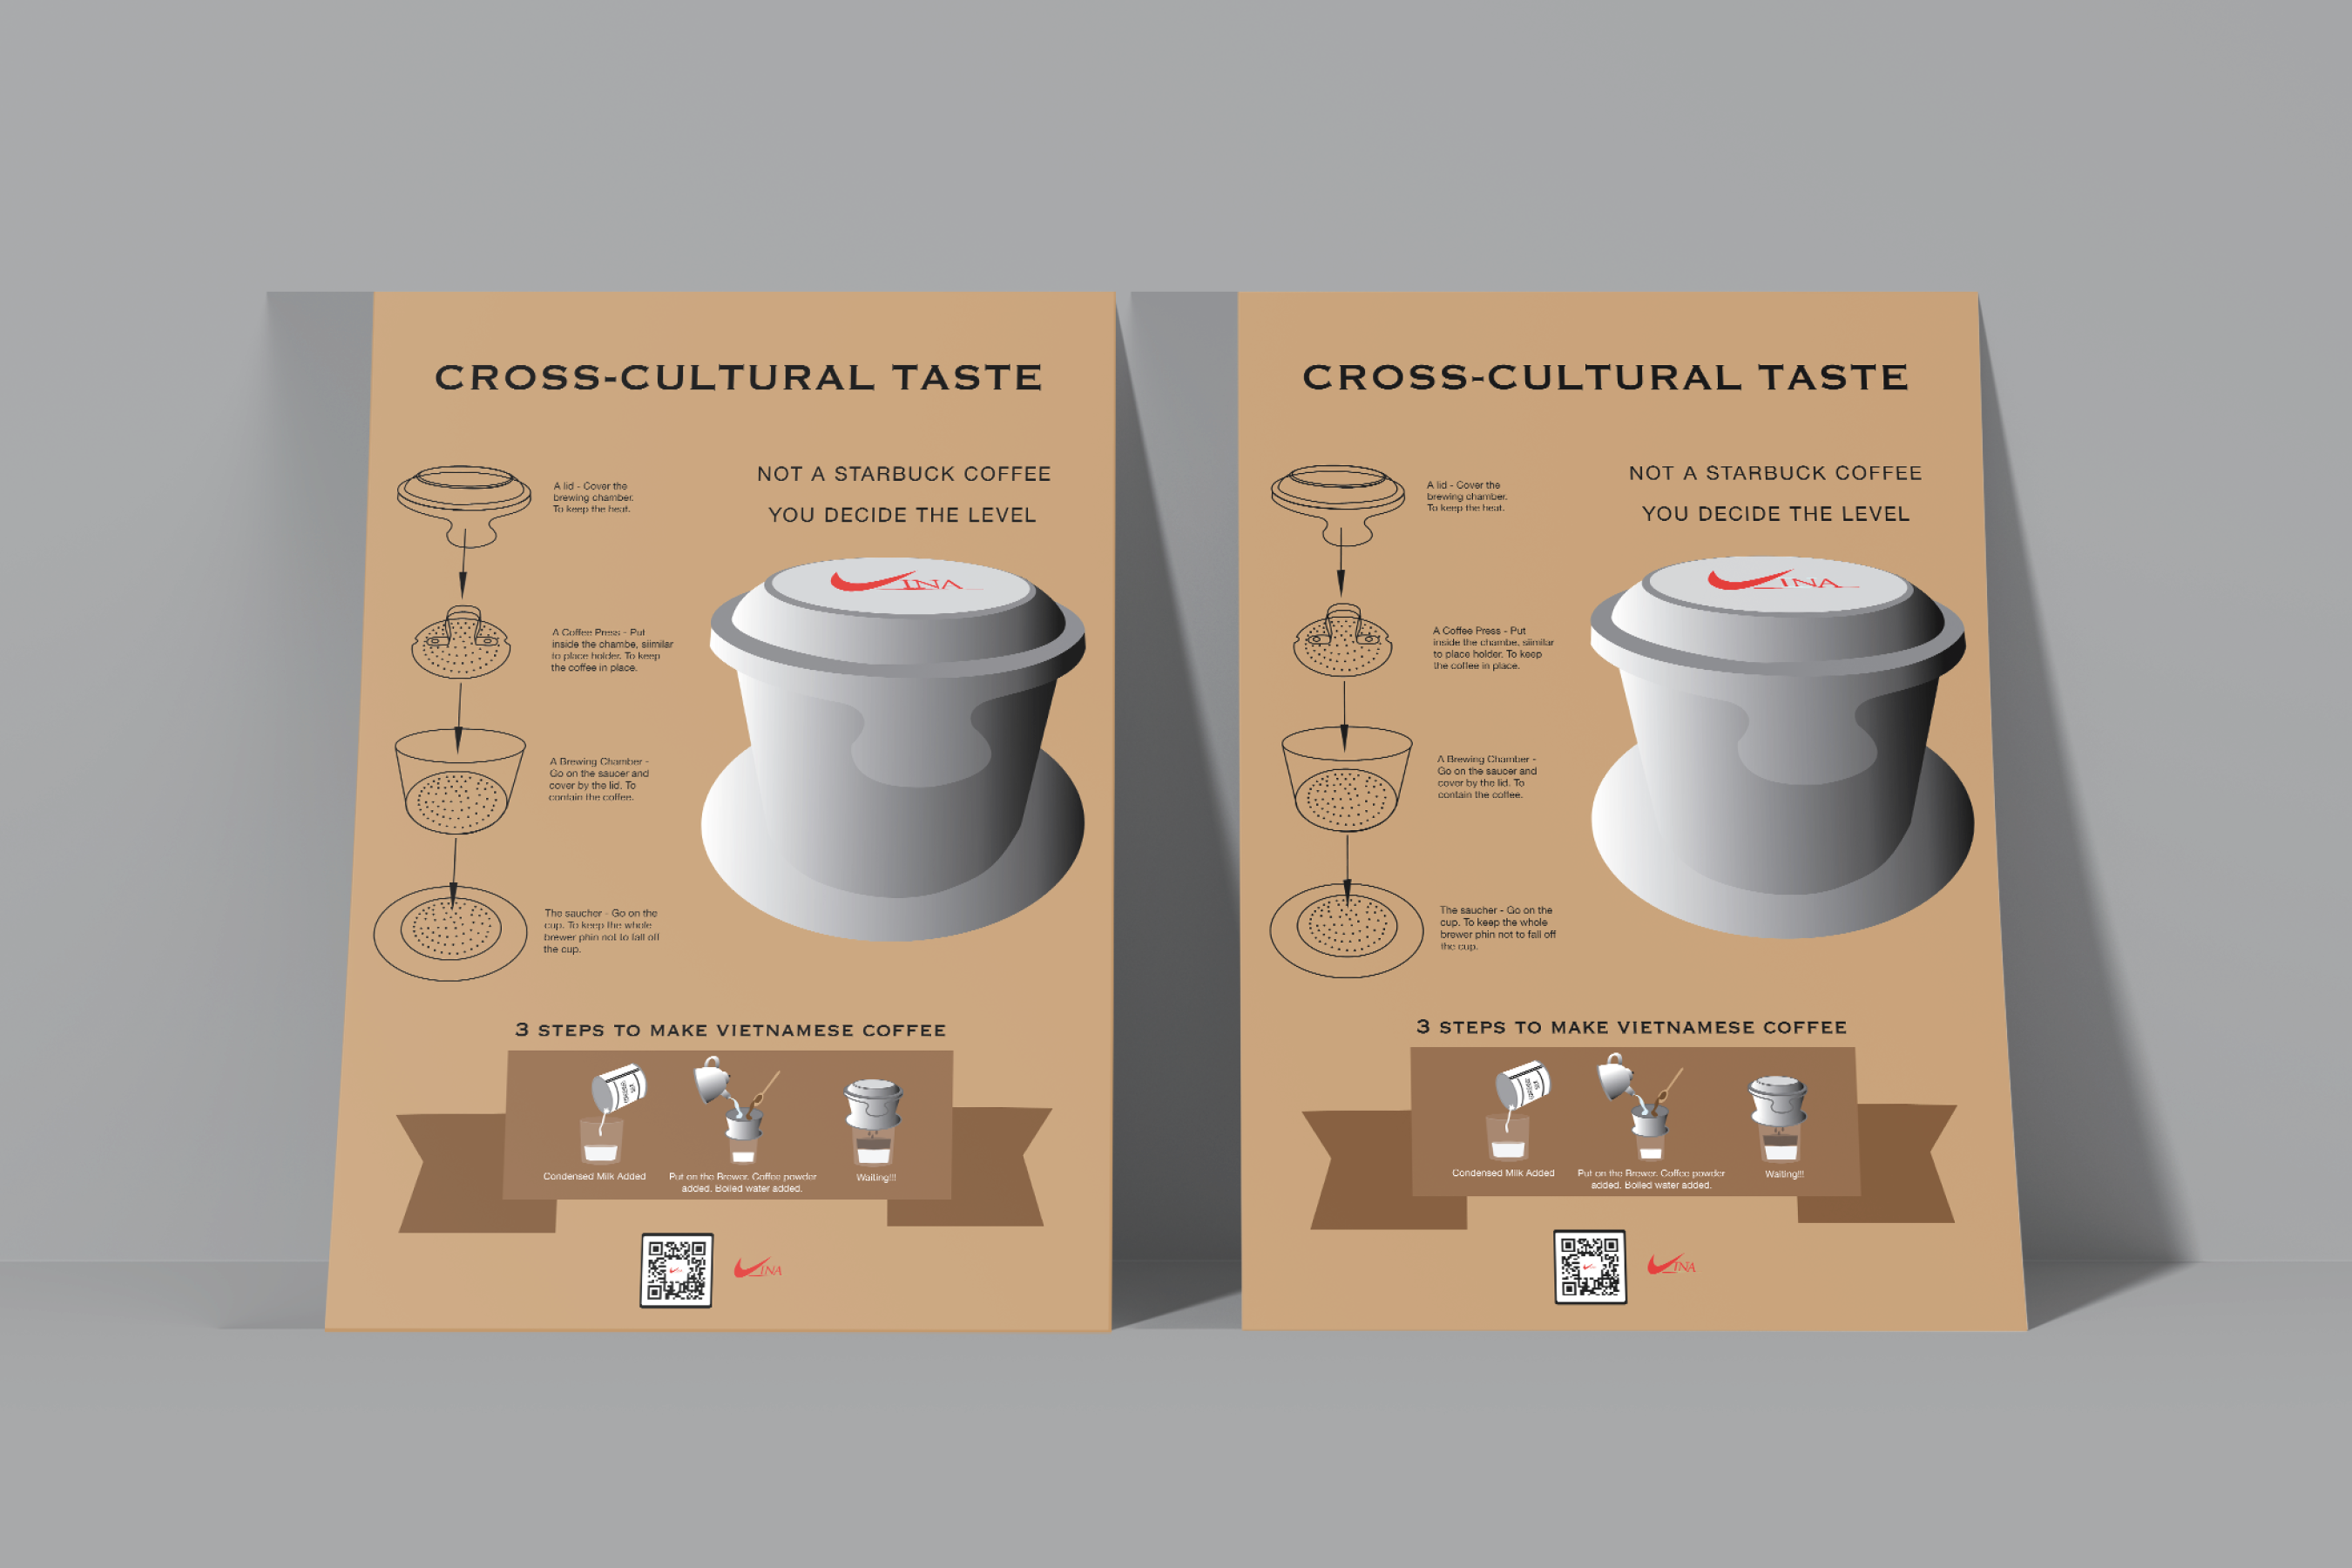 CROSS-CULTURAL TASTE
NOT A STARBUCK COFFEE
YOU DECIDE THE LEVEL
A lid - Cover the
brewing chamber.
To keep the heat.
INA
A Coffee Press - Put
inside the chambe, siimilar
to place holder. To keep
the coffee in place.
A Brewing Chamber -
Go on the saucer and
cover by the lid. To
contain the coffee.
The saucher - Go on the
cup. To keep the whole
brewer phin not to fall off
the cup.
3 STEPS TO MAKE VIETNAMESE COFFEE
Condensed Milk Added
Put on the Brewer. Coffee powder
added. Boiled water added.
Waiting!!!
INA
CROSS-CULTURAL TASTE
NOT A STARBUCK COFFEE
YOU DECIDE THE LEVEL
A lid - Cover the
brewing chamber.
To keep the heat.
INA
A Coffee Press - Put
inside the chambe, siimilar
to place holder. To keep
the coffee in place.
A Brewing Chamber -
Go on the saucer and
cover by the lid. To
contain the coffee.
The saucher - Go on the
cup. To keep the whole
brewer phin not to fall off
the cup.
3 STEPS TO MAKE VIETNAMESE COFFEE
Condensed Milk Added
Put on the Brewer. Coffee powder
added. Boiled water added.
Waiting!!!
INA